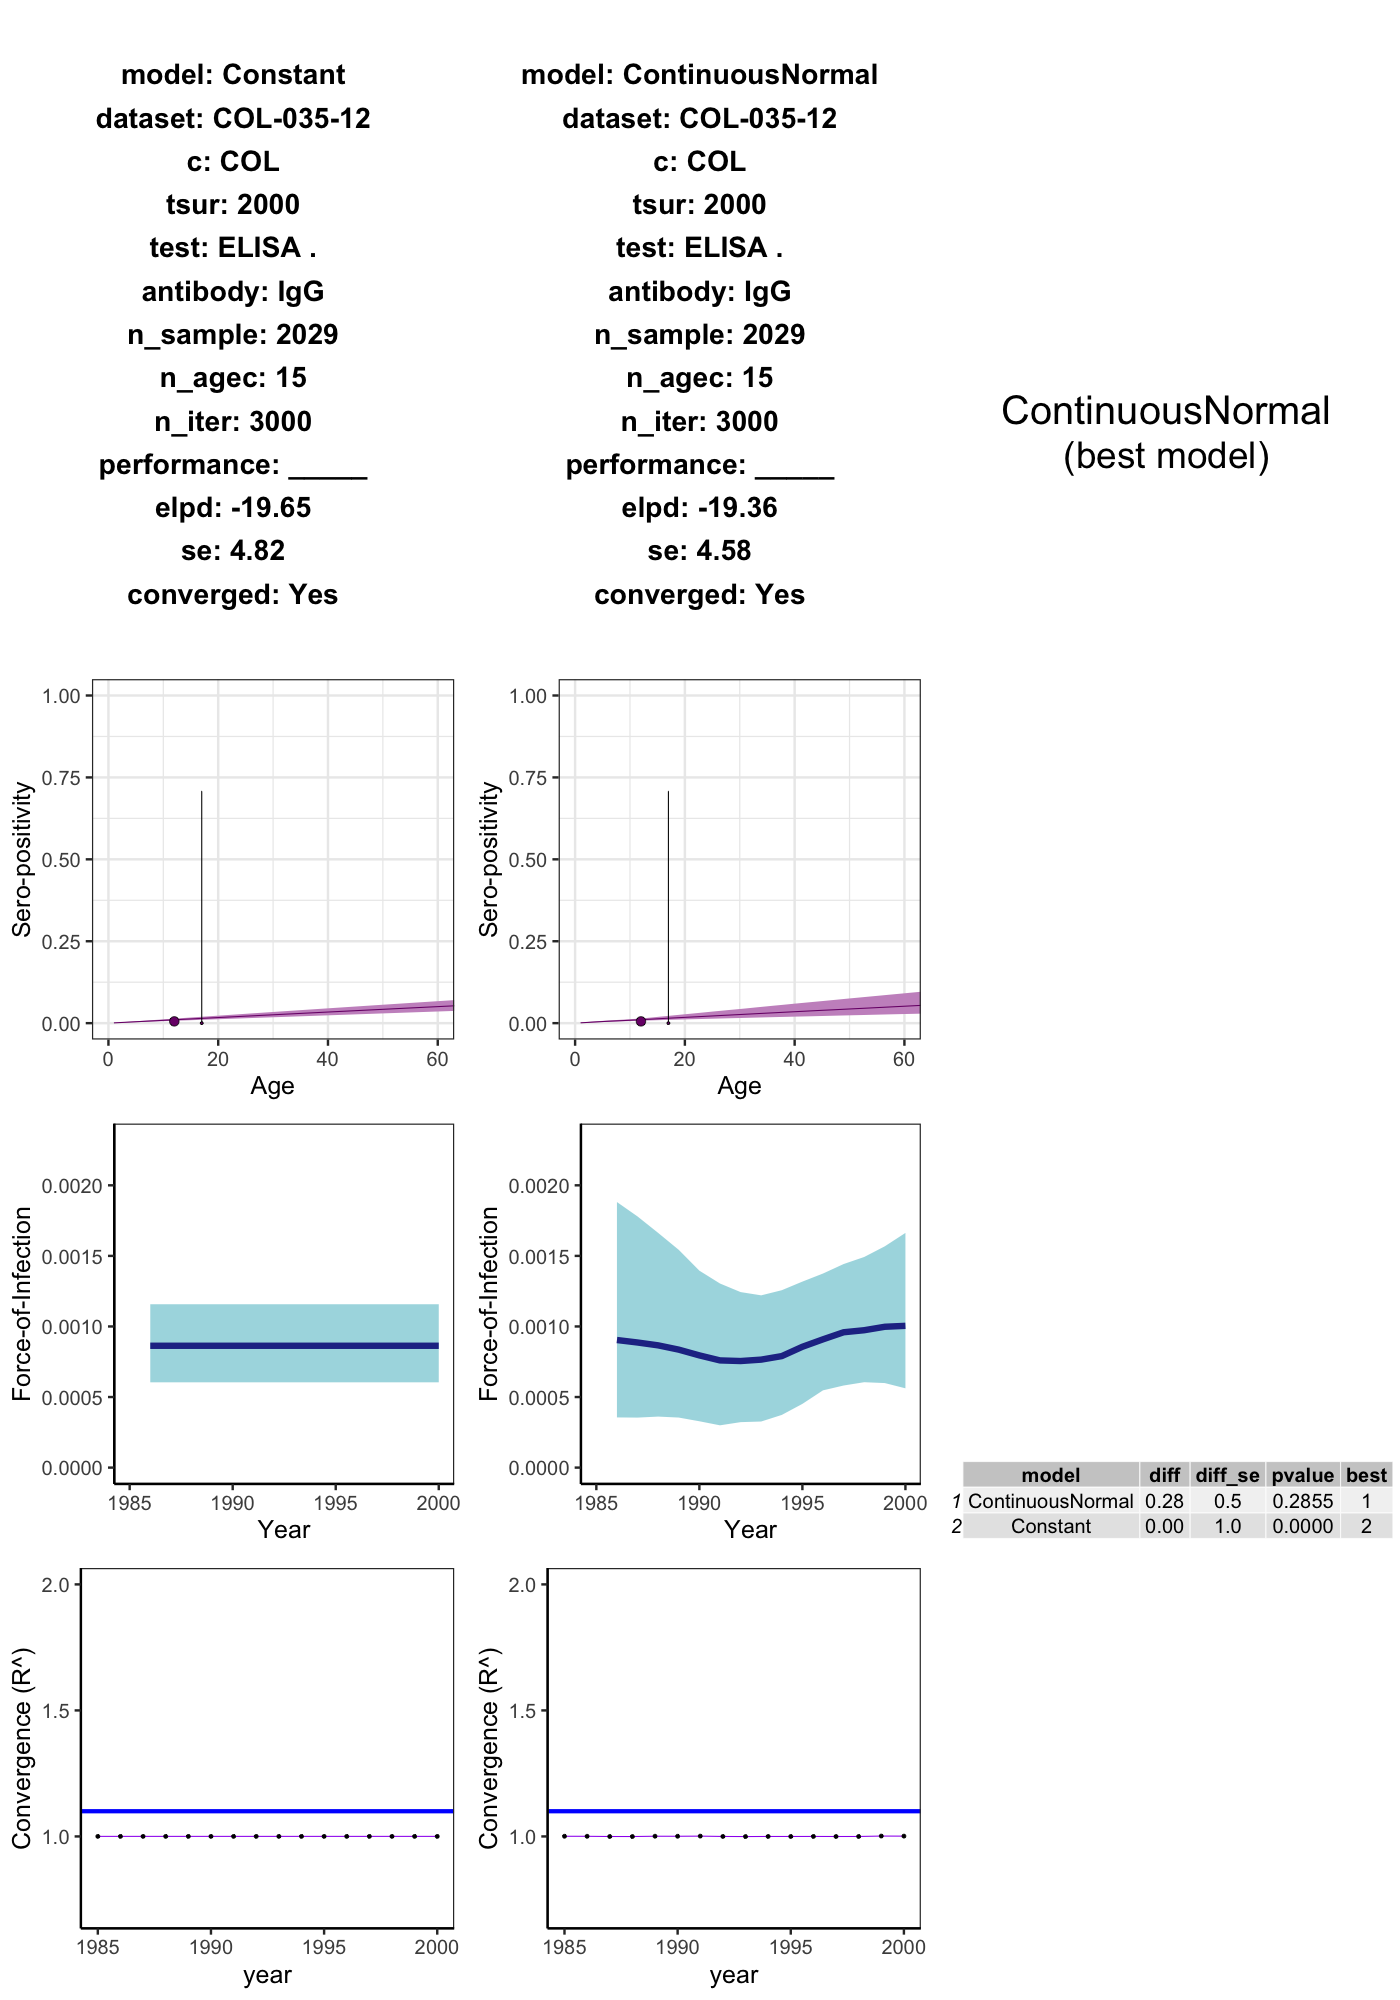 model: Constant
dataset: COL-035-12
c: COL
tsur: 2000
test: ELISA .
antibody: IgG
n_sample: 2029
n_agec: 15
n_iter: 3000
performance: _____
elpd: -19.65
se: 4.82
converged: Yes
model: ContinuousNormal
dataset: COL-035-12
c: COL
tsur: 2000
test: ELISA .
antibody: IgG
n_sample: 2029
n_agec: 15
n_iter: 3000
performance: _____
elpd: -19.36
se: 4.58
converged: Yes
ContinuousNormal
(best model)
Sero-positivity
1.00
0.75
0.50
0.25
0.00
0 20 40 60
Age
Sero-positivity
1.00
0.75
0.50
0.25
0.00
0 20 40 60
Age
Force-of-Infection
0.0020
0.0015
0.0010
0.0005
0.0000
1985 1990 1995 2000
Year
Force-of-Infection
0.0020
0.0015
0.0010
0.0005
0.0000
1985 1990 1995 2000
Year
model diff diff_se pvalue best
1 ContinuousNormal 0.28 0.5 0.2855 1
2 Constant 0.00 1.0 0.0000 2
Convergence (R^)
2.0
1.5
1.0
1985 1990 1995 2000
year
Convergence (R^)
2.0
1.5
1.0
1985 1990 1995 2000
year